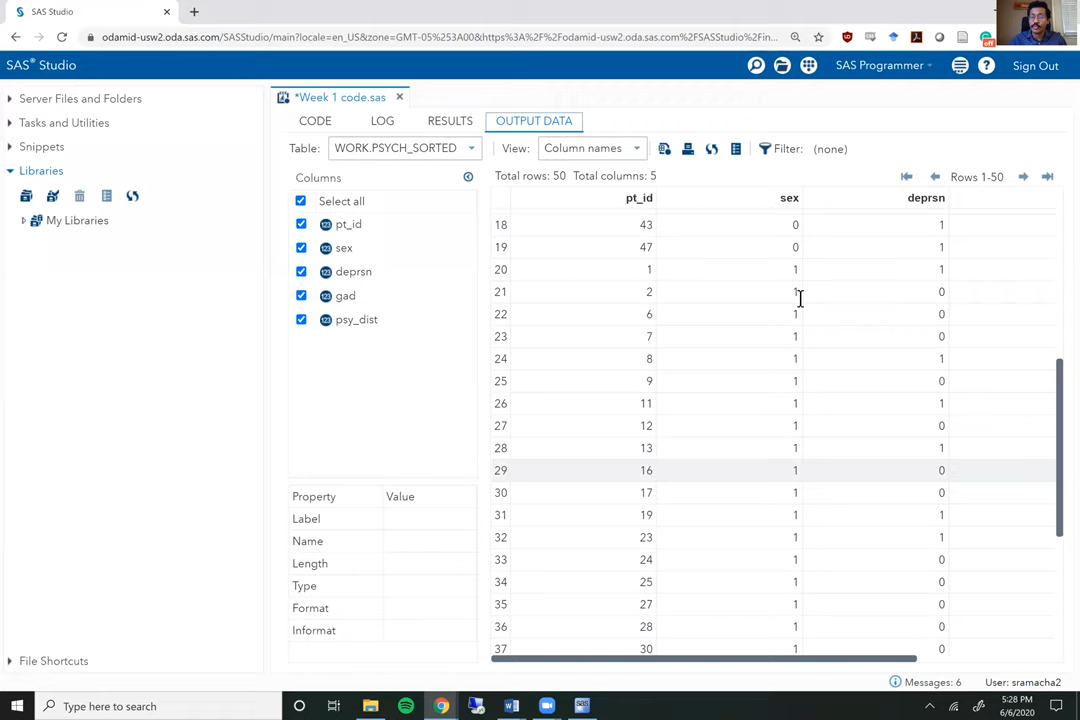 SAS Studio
odamid-usw2.oda.sas.com/SASStudio/main?locale=en_US&zone=GMT-05%253A00&https%3A%2F%2Fodamid-usw2.oda.sas.com%2FSASStudio%2Fin...
SAS® Studio
SAS Programmer
Sign Out
Server Files and Folders
Tasks and Utilities
Snippets
Libraries
My Libraries
File Shortcuts
*Week 1 code.sas
CODE LOG RESULTS OUTPUT DATA
Table: WORK.PSYCH_SORTED View: Column names Filter: (none)
Columns
Select all
pt_id
sex
deprsn
gad
psy_dist
Property Value
Label
Name
Length
Type
Format
Informat
Total rows: 50 Total columns: 5 Rows 1-50
pt_id sex deprsn
18 43 0 1
19 47 0 1
20 1 1 1
21 2 1 0
22 6 1 0
23 7 1 0
24 8 1 1
25 9 1 0
26 11 1 1
27 12 1 0
28 13 1 1
29 16 1 0
30 17 1 0
31 19 1 1
32 23 1 1
33 24 1 0
34 25 1 0
35 27 1 0
36 28 1 0
37 30 1 0
Messages: 6 User: sramacha2
Type here to search
5:28 PM
6/6/2020